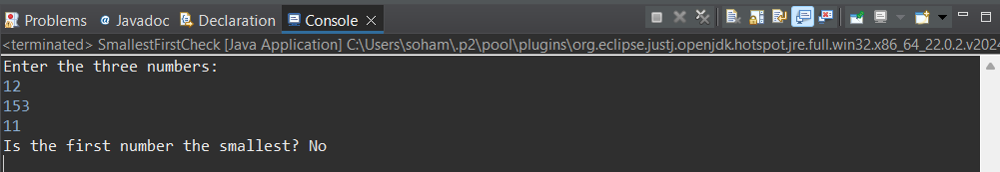 Problems @ Javadoc Declaration Console
<terminated> SmallestFirstCheck [Java Application] C:\Users\soham\.p2\pool\plugins\org.eclipse.justj.openjdk.hotspot.jre.full.win32.x86_64_22.0.2.v2024
Enter the three numbers:
12
153
11
Is the first number the smallest? No